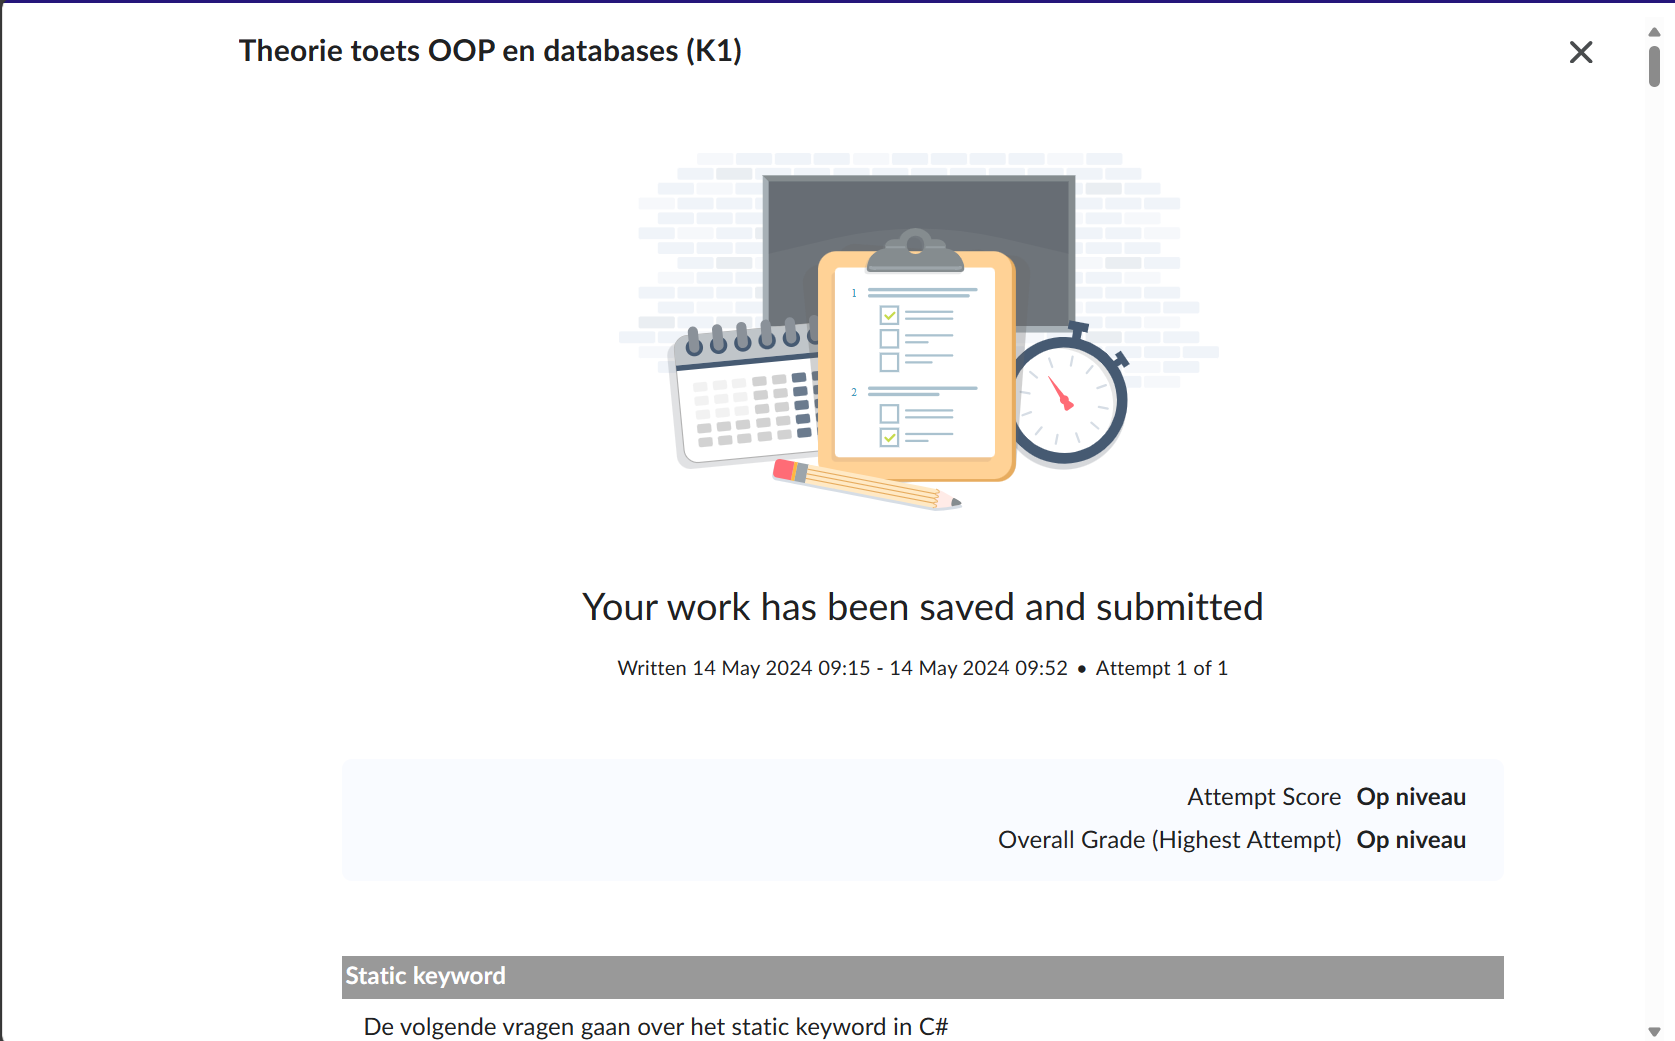 Theorie toets OOP en databases (K1)
1
2
Your work has been saved and submitted
Written 14 May 2024 09:15 - 14 May 2024 09:52 • Attempt 1 of 1
Attempt Score Op niveau
Overall Grade (Highest Attempt) Op niveau
Static keyword
De volgende vragen gaan over het static keyword in C#